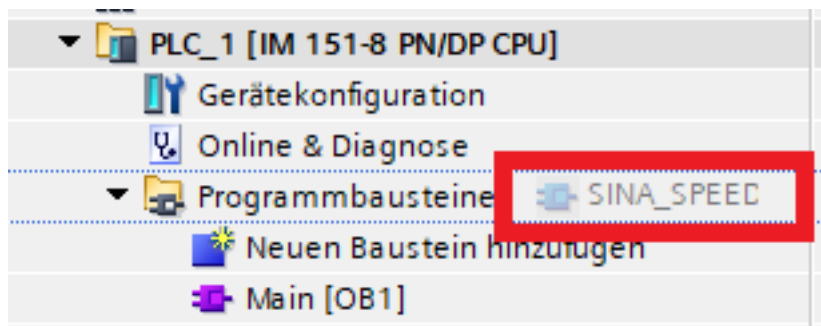 PLC_1 [IM 151-8 PN/DP CPU]
Gerätekonfiguration
Online & Diagnose
Programmbausteine SINA_SPEED
Neuen Baustein hinzufügen
Main [OB1]